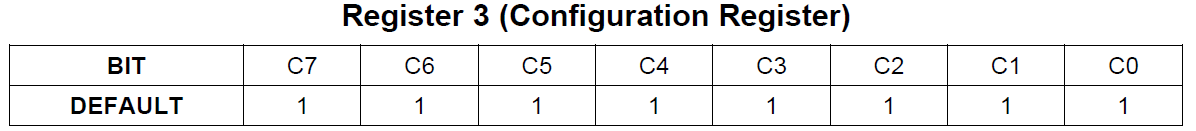 Register 3 (Configuration Register)
BIT C7 C6 C5 C4 C3 C2 C1 C0
DEFAULT 1 1 1 1 1 1 1 1